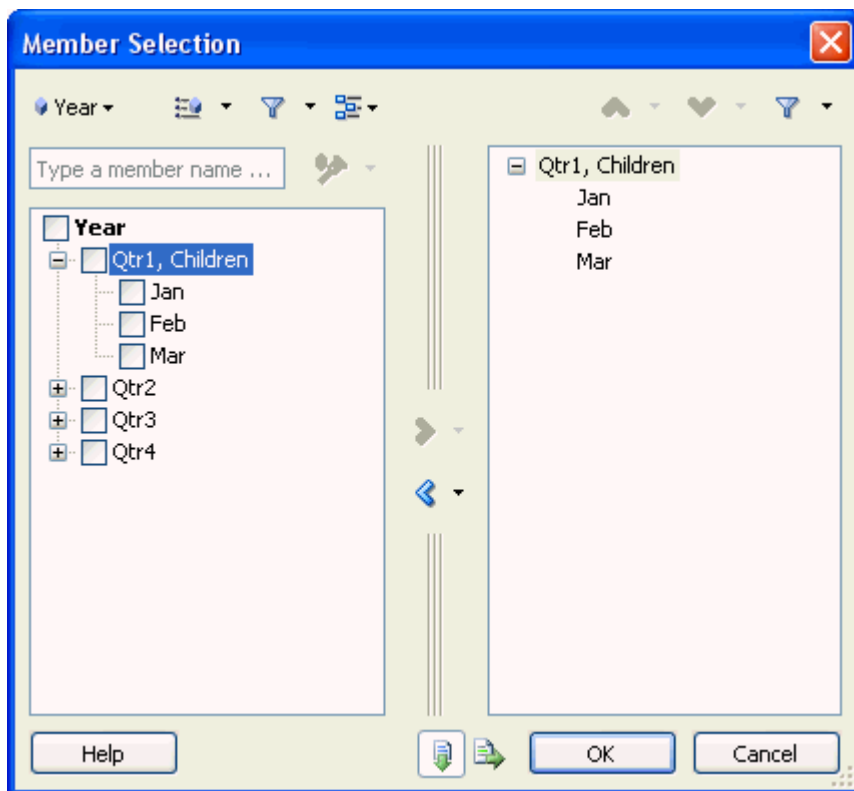 Member Selection
Year
Type a member name ...
Year
Qtr1, Children
Jan
Feb
Mar
Qtr2
Qtr3
Qtr4
Qtr1, Children
Jan
Feb
Mar
Help
OK
Cancel